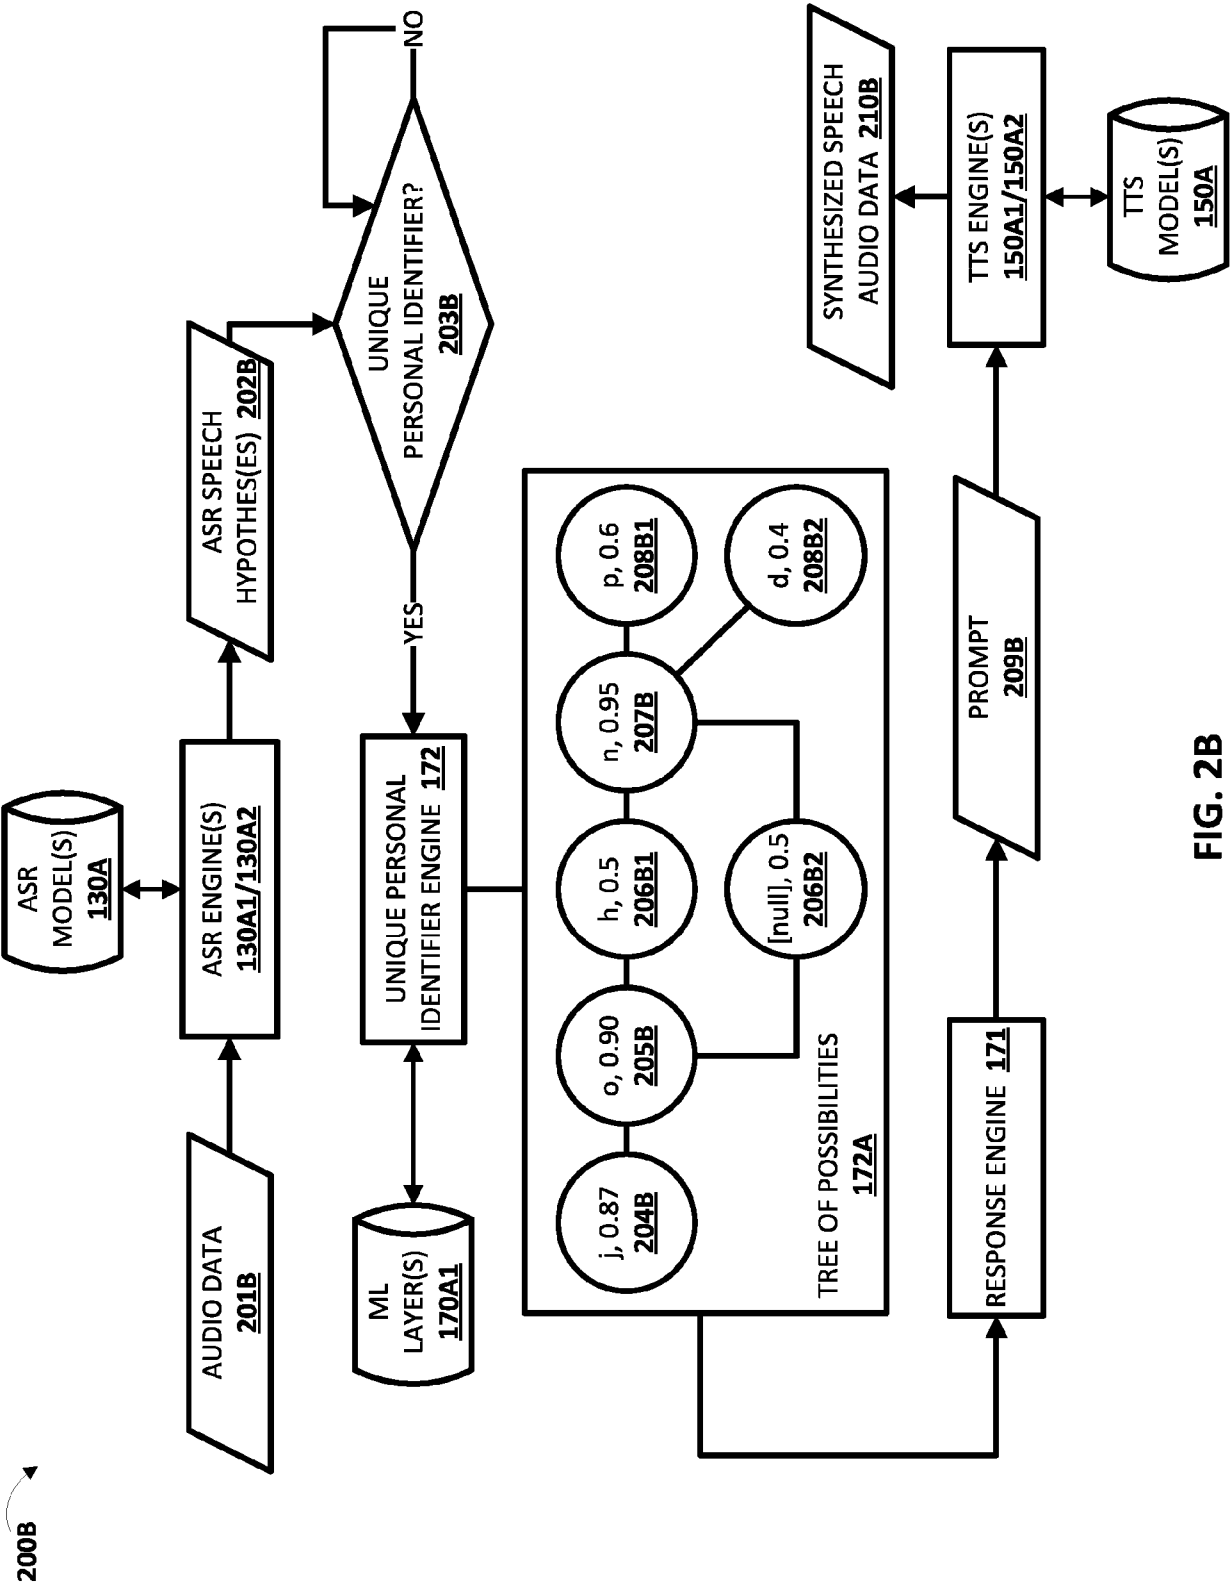 200B
AUDIO DATA
201B
ASR
MODEL(S)
130A
ASR ENGINE(S)
130A1/130A2
ASR SPEECH
HYPOTHES(ES) 202B
NO
UNIQUE
PERSONAL IDENTIFIER?
203B
YES
UNIQUE PERSONAL
IDENTIFIER ENGINE 172
ML
LAYER(S)
170A1
j, 0.87
204B
o, 0.90
205B
h, 0.5
206B1
n, 0.95
207B
p, 0.6
208B1
[null], 0.5
206B2
d, 0.4
208B2
TREE OF POSSIBILITIES
172A
RESPONSE ENGINE 171
PROMPT
209B
SYNTHESIZED SPEECH
AUDIO DATA 210B
TTS ENGINE(S)
150A1/150A2
TTS
MODEL(S)
150A
FIG. 2B